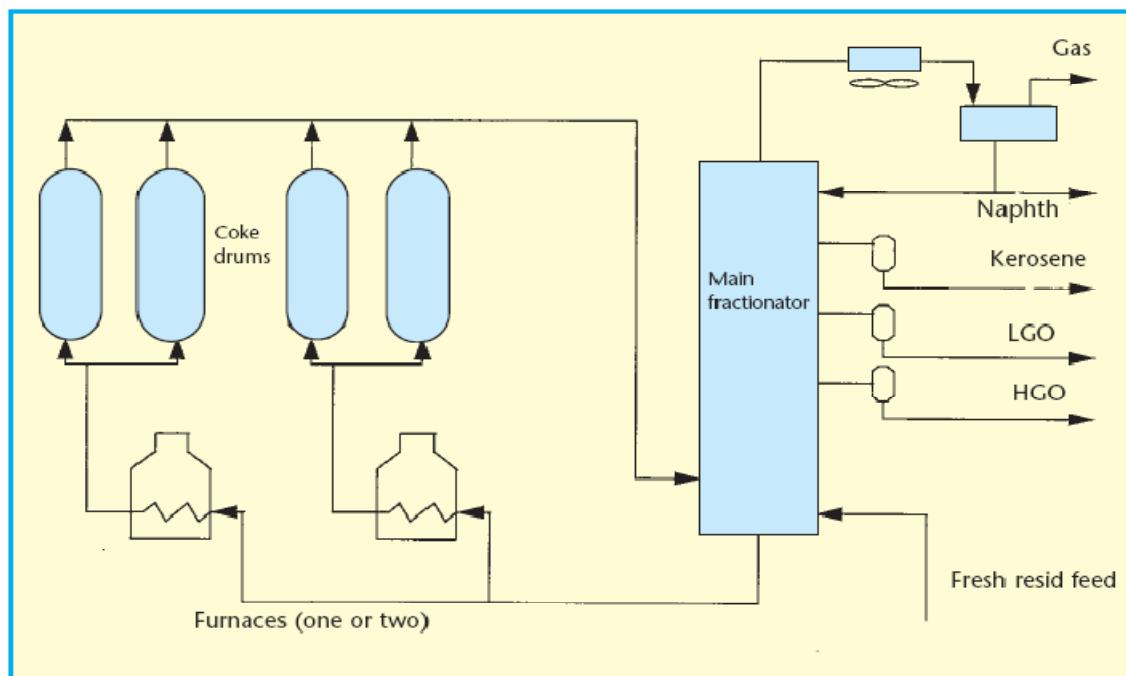 Gas
Naphth
Coke
drums
Kerosene
Main
fractionator
LGO
HGO
Fresh resid feed
Furnaces (one or two)